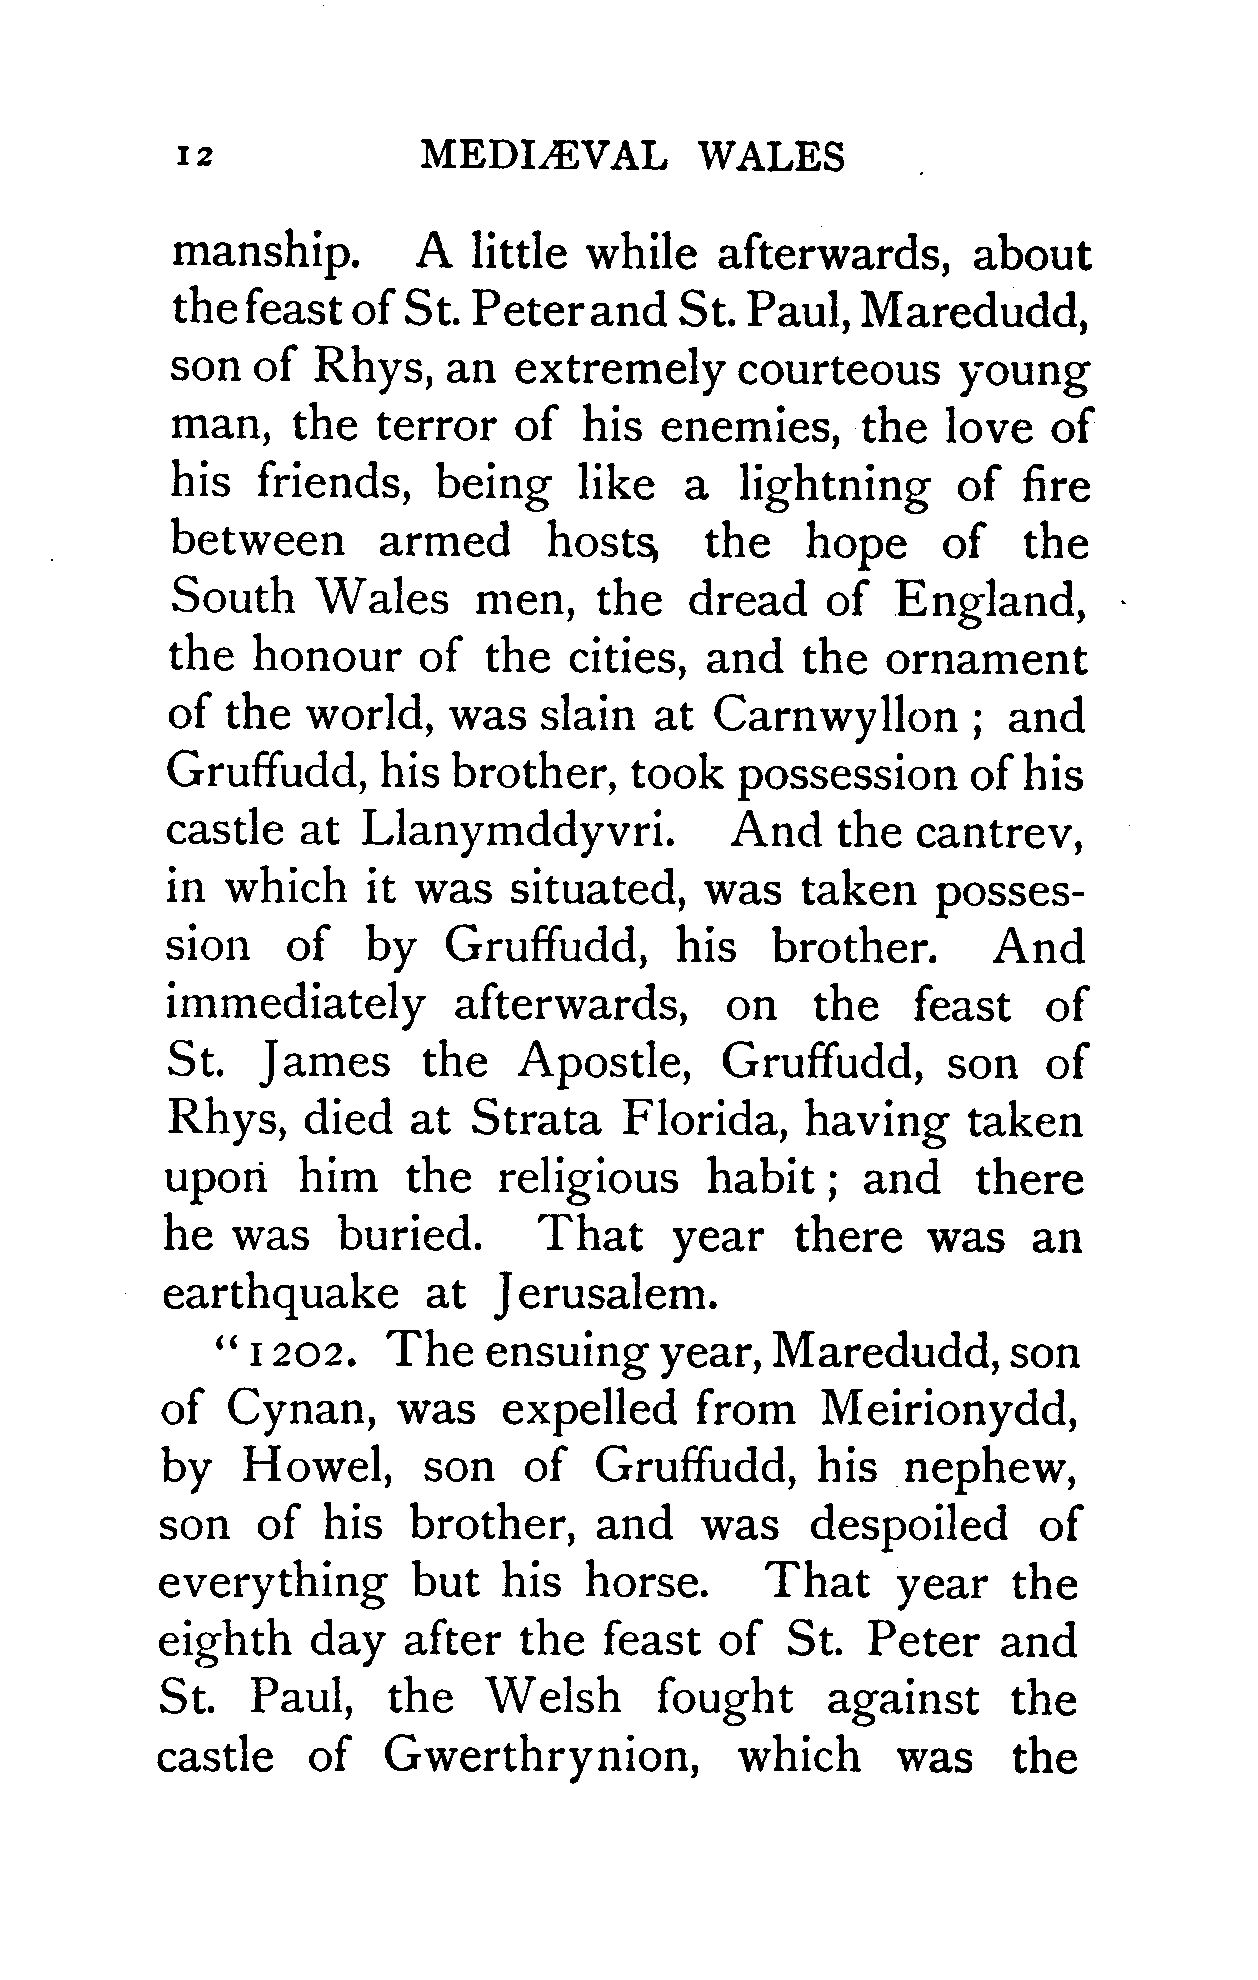 12 MEDIÆVAL WALES
manship. A little while afterwards, about
the feast of St. Peter and St. Paul, Maredudd,
son of Rhys, an extremely courteous young
man, the terror of his enemies, the love of
his friends, being like a lightning of fire
between armed hosts, the hope of the
South Wales men, the dread of England,
the honour of the cities, and the ornament
of the world, was slain at Carnwyllon ; and
Gruffudd, his brother, took possession of his
castle at Llanymddyvri. And the cantrev,
in which it was situated, was taken posses-
sion of by Gruffudd, his brother. And
immediately afterwards, on the feast of
St. James the Apostle, Gruffudd, son of
Rhys, died at Strata Florida, having taken
upon him the religious habit ; and there
he was buried. That year there was an
earthquake at Jerusalem.
“ 1202. The ensuing year, Maredudd, son
of Cynan, was expelled from Meirionydd,
by Howel, son of Gruffudd, his nephew,
son of his brother, and was despoiled of
everything but his horse. That year the
eighth day after the feast of St. Peter and
St. Paul, the Welsh fought against the
castle of Gwerthrynion, which was the